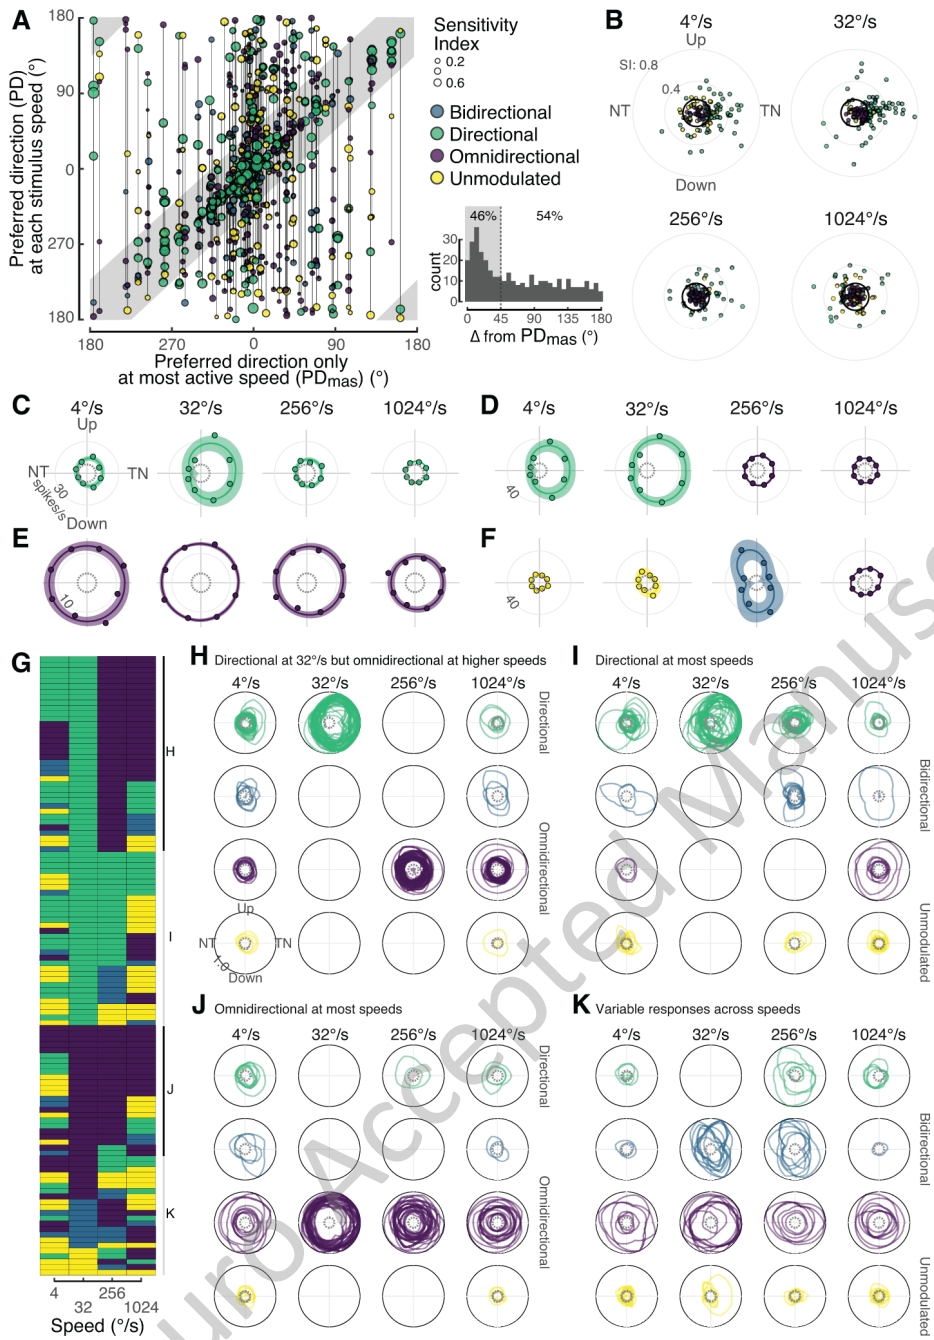 A
180
90
0
270
180
Preferred direction (PD)
at each stimulus speed (°)
180
270
0
90
180
Preferred direction only
at most active speed (PDmas) (°)
Sensitivity
Index
0.2
0.6
Bidirectional
Directional
Omnidirectional
Unmodulated
46%
54%
30
20
10
0
count
0
45
90
135
180
Δ from PDmas (°)
B
4°/s
32°/s
Up
SI: 0.8
0.4
NT
TN
Down
256°/s
1024°/s
C
4°/s
32°/s
256°/s
1024°/s
Up
NT
TN
30
spikes/s
Down
D
4°/s
32°/s
256°/s
1024°/s
40
E
10
F
40
G
H
I
J
K
4
32
256
1024
Speed (°/s)
H Directional at 32°/s but omnidirectional at higher speeds
4°/s
32°/s
256°/s
1024°/s
Directional
Omnidirectional
Up
NT
TN
1.0
Down
I Directional at most speeds
4°/s
32°/s
256°/s
1024°/s
Bidirectional
Unmodulated
J Omnidirectional at most speeds
4°/s
32°/s
256°/s
1024°/s
Directional
Omnidirectional
K Variable responses across speeds
4°/s
32°/s
256°/s
1024°/s
Bidirectional
Unmodulated
uro Accepted Manus